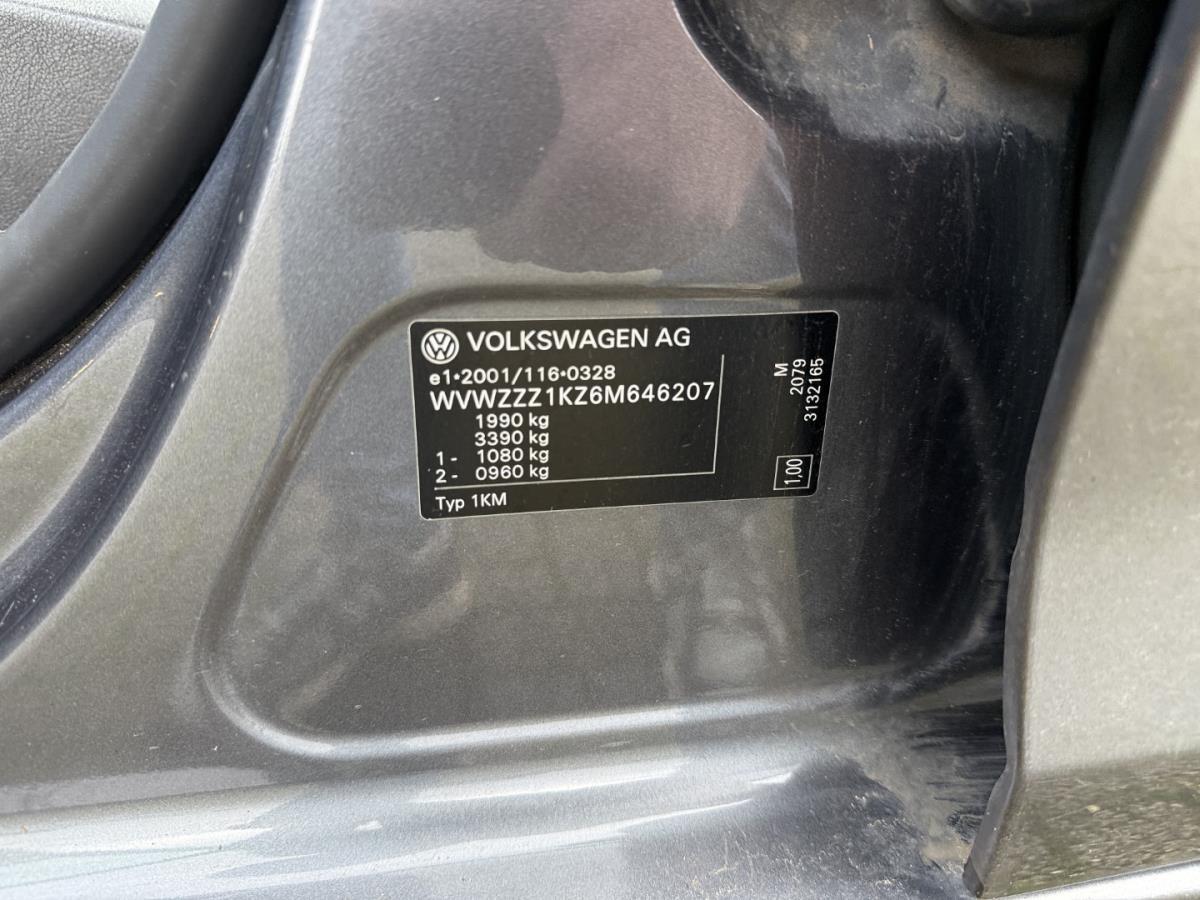 VOLKSWAGEN AG
e1*2001/116*0328
WVWZZZ1KZ6M646207
1990 kg
3390 kg
1 - 1080 kg
2 - 0960 kg
Typ 1KM
M
2079
3132165
1,00